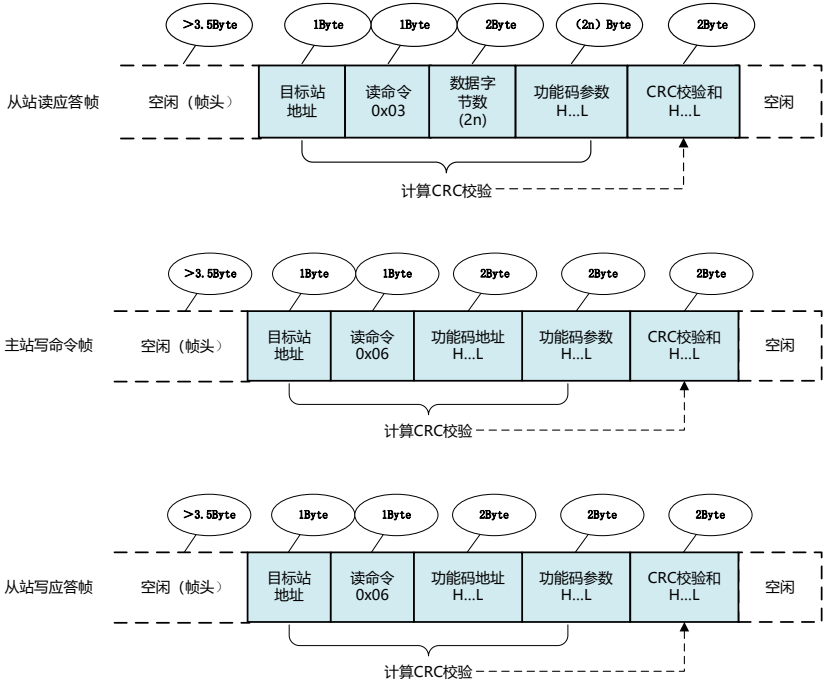 >3.5Byte
1Byte
1Byte
2Byte
(2n) Byte
2Byte
从站读应答帧
空闲（帧头）
目标站
地址
读命令
0x03
数据字
节数
(2n)
功能码参数
H...L
CRC校验和
H...L
空闲
计算CRC校验
>3.5Byte
1Byte
1Byte
2Byte
2Byte
2Byte
主站写命令帧
空闲（帧头）
目标站
地址
读命令
0x06
功能码地址
H...L
功能码参数
H...L
CRC校验和
H...L
空闲
计算CRC校验
>3.5Byte
1Byte
1Byte
2Byte
2Byte
2Byte
从站写应答帧
空闲（帧头）
目标站
地址
读命令
0x06
功能码地址
H...L
功能码参数
H...L
CRC校验和
H...L
空闲
计算CRC校验